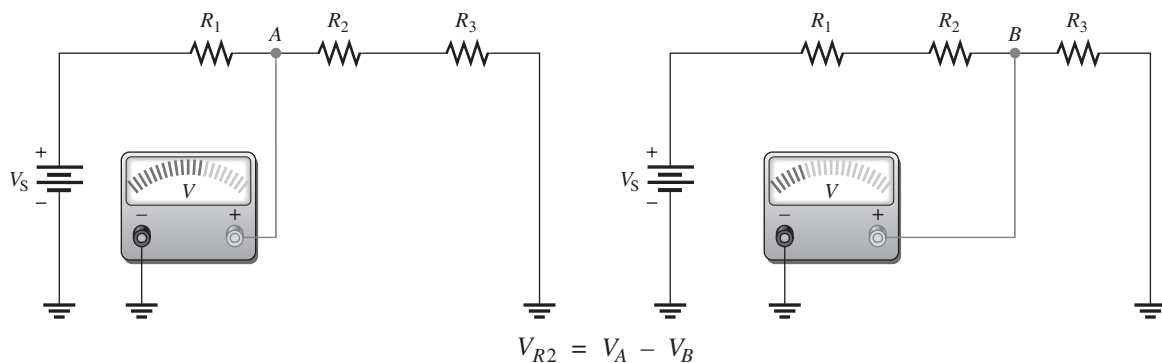 R1 A R2 R3
R1 R2 B R3
+
VS
−
V
− +
+
VS
−
V
− +
VR2 = VA − VB